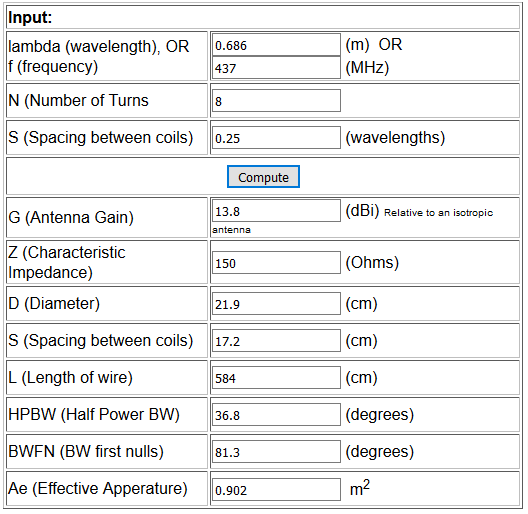 Input:
lambda (wavelength), OR
f (frequency)
0.686 (m) OR
437 (MHz)
N (Number of Turns
8
S (Spacing between coils) 0.25 (wavelengths)
Compute
G (Antenna Gain) 13.8 (dBi) Relative to an isotropic
antenna
Z (Characteristic
Impedance) 150 (Ohms)
D (Diameter) 21.9 (cm)
S (Spacing between coils) 17.2 (cm)
L (Length of wire) 584 (cm)
HPBW (Half Power BW) 36.8 (degrees)
BWFN (BW first nulls) 81.3 (degrees)
Ae (Effective Apperature) 0.902 m2